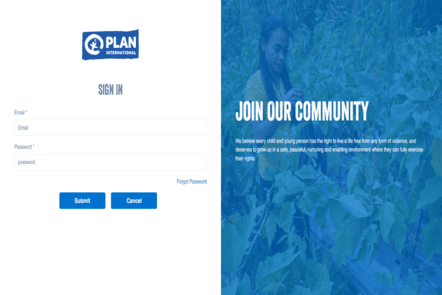 PLAN
INTERNATIONAL
SIGN IN
Email *
Email
Password *
password
Forgot Password
Submit
Cancel
JOIN OUR COMMUNITY
We believe every child and young person has the right to live a life free from any form of violence, and
deserves to grow up in a safe, peaceful, nurturing and enabling environment where they can fully exercise
their rights.